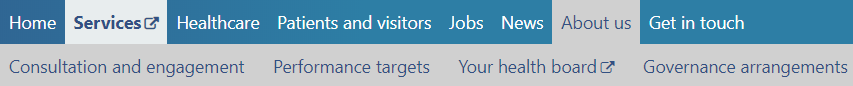 Home Services Healthcare Patients and visitors Jobs News About us Get in touch
Consultation and engagement Performance targets Your health board Governance arrangements